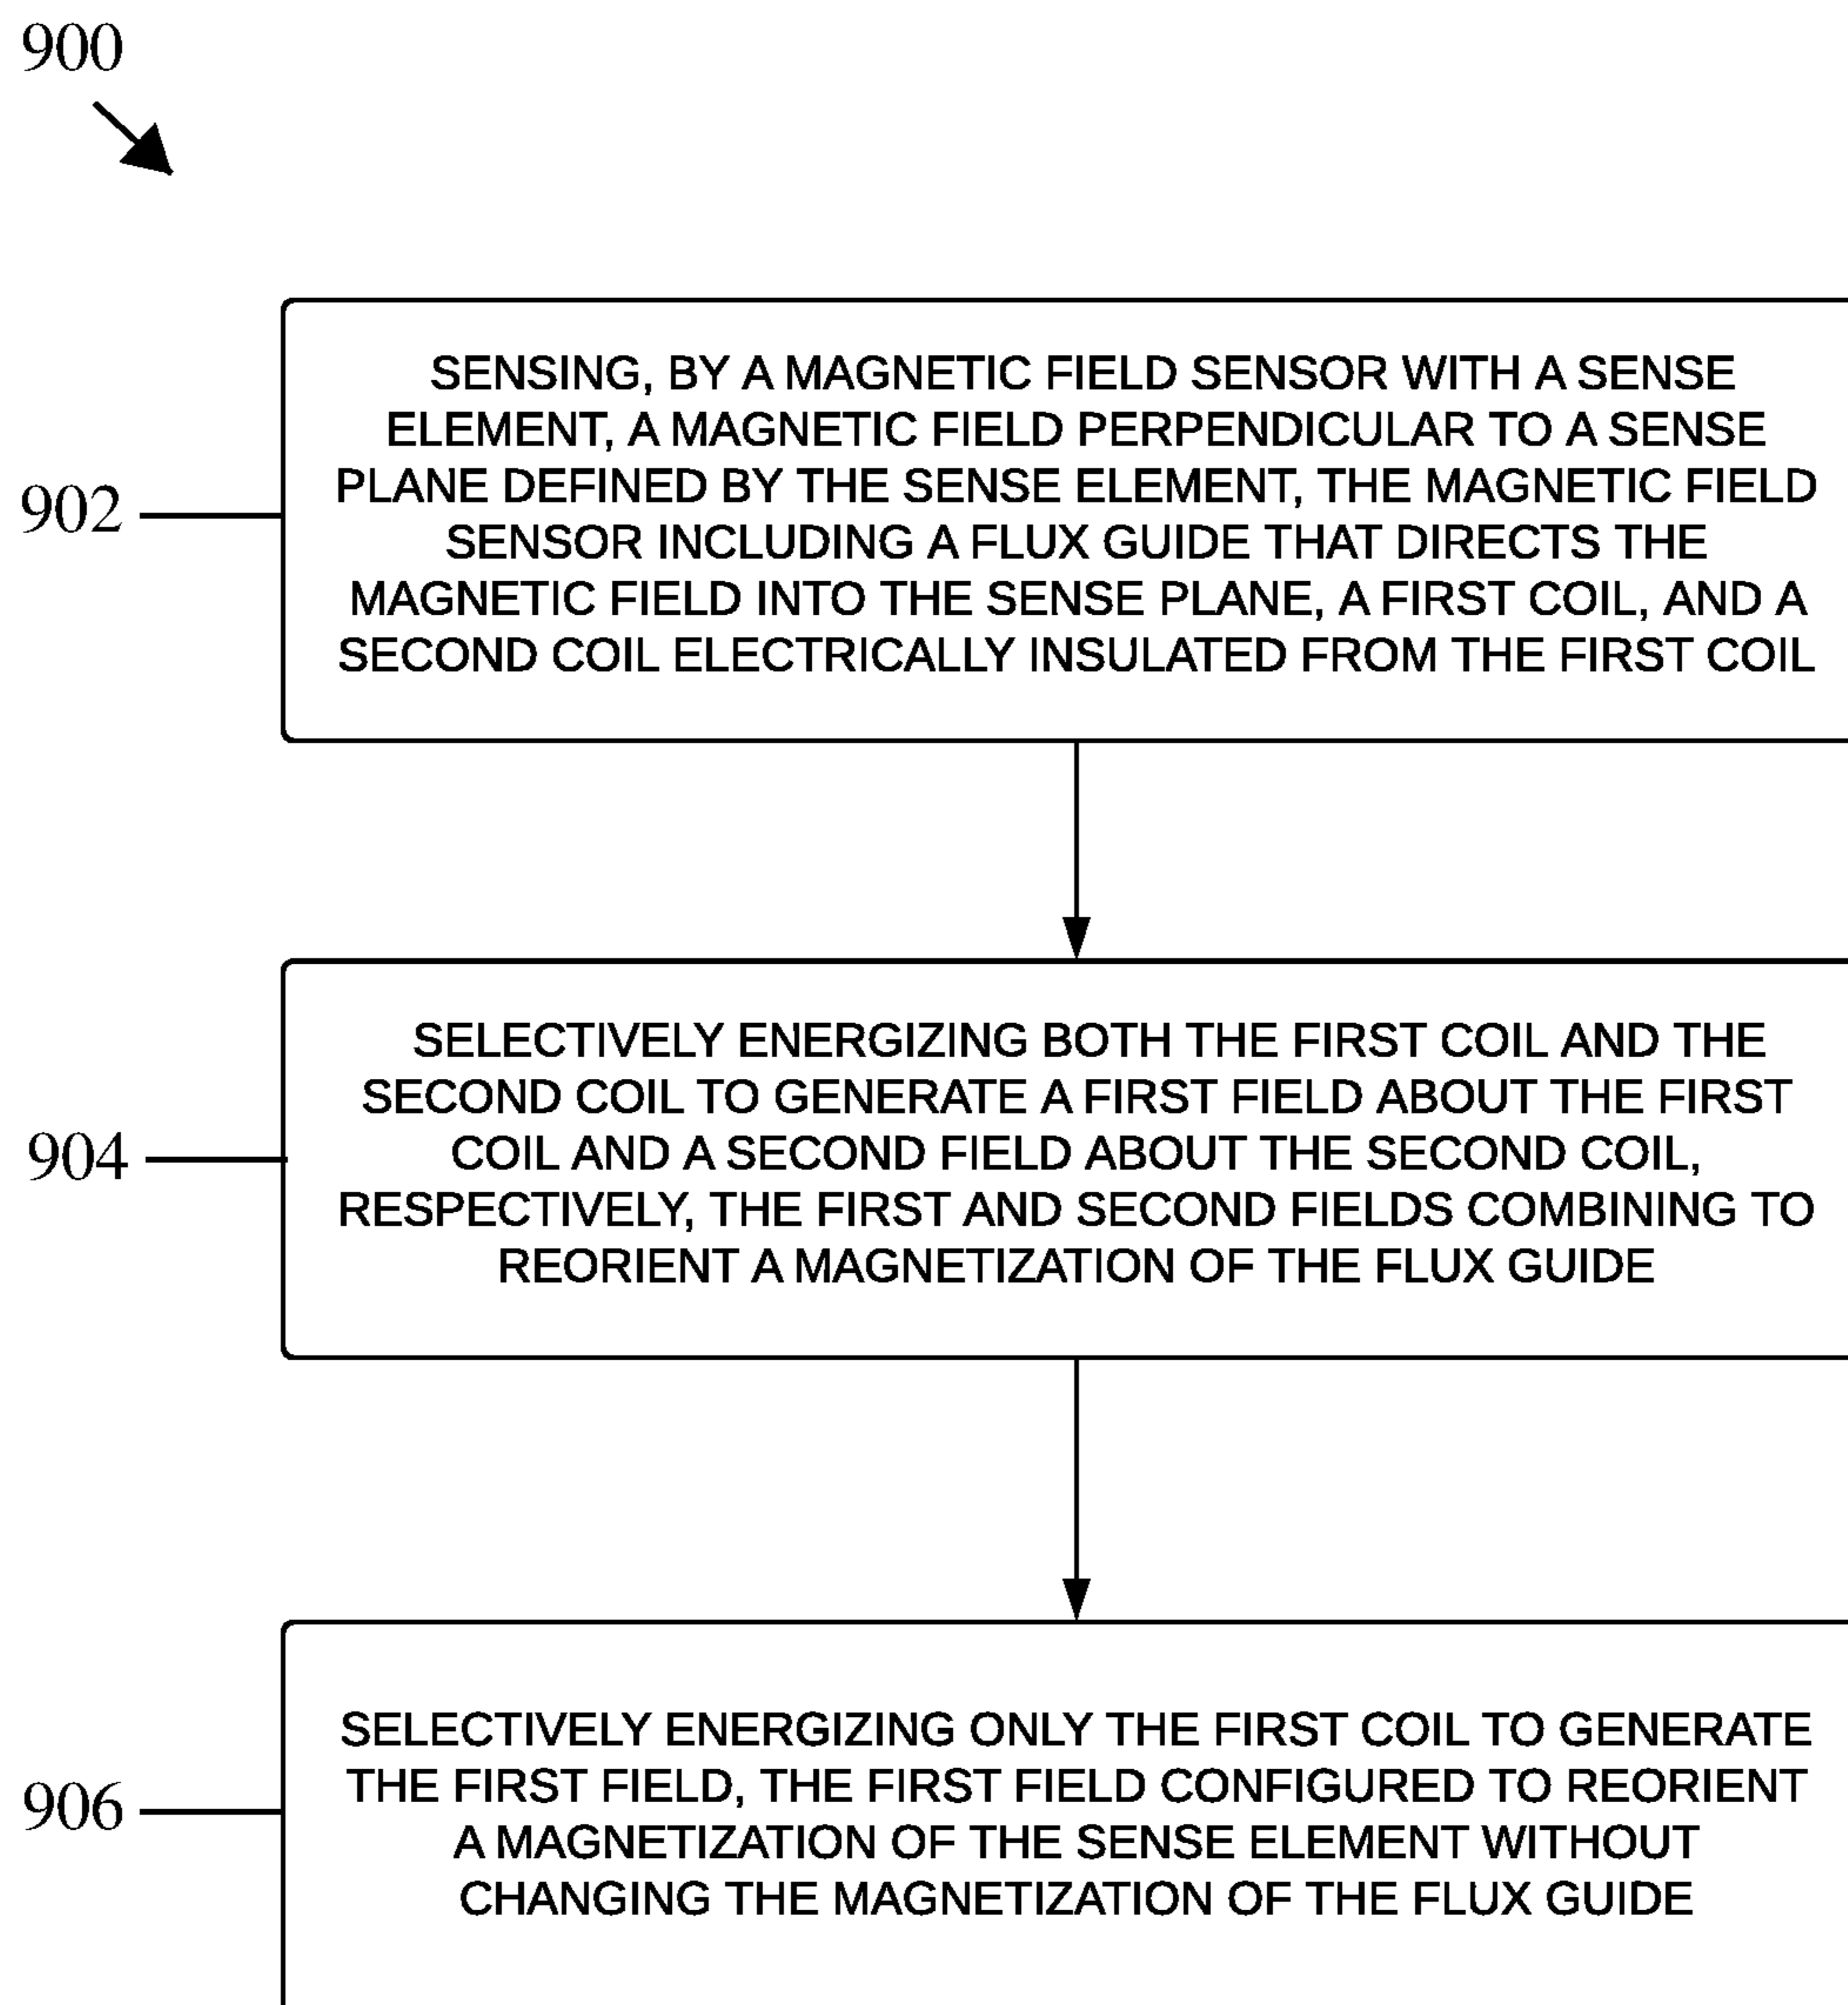 900
902
SENSING, BY A MAGNETIC FIELD SENSOR WITH A SENSE
ELEMENT, A MAGNETIC FIELD PERPENDICULAR TO A SENSE
PLANE DEFINED BY THE SENSE ELEMENT, THE MAGNETIC FIELD
SENSOR INCLUDING A FLUX GUIDE THAT DIRECTS THE
MAGNETIC FIELD INTO THE SENSE PLANE, A FIRST COIL, AND A
SECOND COIL ELECTRICALLY INSULATED FROM THE FIRST COIL
904
SELECTIVELY ENERGIZING BOTH THE FIRST COIL AND THE
SECOND COIL TO GENERATE A FIRST FIELD ABOUT THE FIRST
COIL AND A SECOND FIELD ABOUT THE SECOND COIL,
RESPECTIVELY, THE FIRST AND SECOND FIELDS COMBINING TO
REORIENT A MAGNETIZATION OF THE FLUX GUIDE
906
SELECTIVELY ENERGIZING ONLY THE FIRST COIL TO GENERATE
THE FIRST FIELD, THE FIRST FIELD CONFIGURED TO REORIENT
A MAGNETIZATION OF THE SENSE ELEMENT WITHOUT
CHANGING THE MAGNETIZATION OF THE FLUX GUIDE